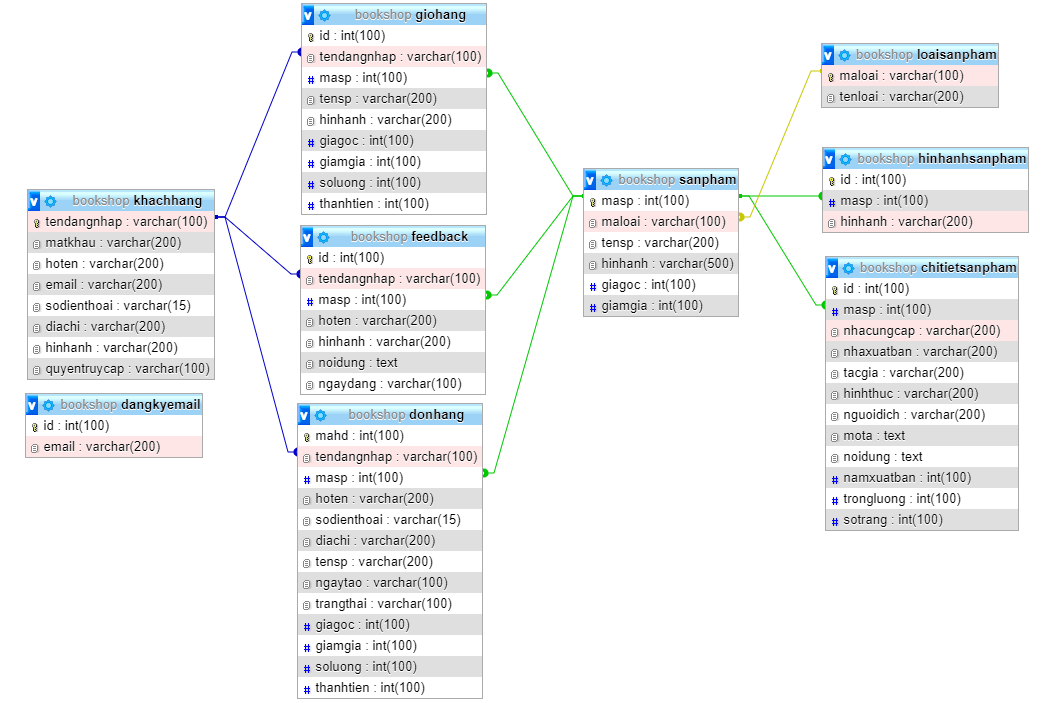 bookshop giohang
id : int(100)
tendangnhap : varchar(100)
masp : int(100)
tensp : varchar(200)
hinhanh : varchar(200)
giagoc : int(100)
giamgia : int(100)
soluong : int(100)
thanhtien : int(100)
bookshop khachhang
tendangnhap : varchar(100)
matkhau : varchar(200)
hoten : varchar(200)
email : varchar(200)
sodienthoai : varchar(15)
diachi : varchar(200)
hinhanh : varchar(200)
quyentruycap : varchar(100)
bookshop dangkyemail
id : int(100)
email : varchar(200)
bookshop feedback
id : int(100)
tendangnhap : varchar(100)
masp : int(100)
hoten : varchar(200)
hinhanh : varchar(200)
noidung : text
ngaydang : varchar(100)
bookshop donhang
mahd : int(100)
tendangnhap : varchar(100)
masp : int(100)
hoten : varchar(200)
sodienthoai : varchar(15)
diachi : varchar(200)
tensp : varchar(200)
ngaytao : varchar(100)
trangthai : varchar(100)
giagoc : int(100)
giamgia : int(100)
soluong : int(100)
thanhtien : int(100)
bookshop sanpham
masp : int(100)
maloai : varchar(100)
tensp : varchar(200)
hinhanh : varchar(500)
giagoc : int(100)
giamgia : int(100)
bookshop loaisanpham
maloai : varchar(100)
tenloai : varchar(200)
bookshop hinhanhsanpham
id : int(100)
masp : int(100)
hinhanh : varchar(200)
bookshop chitietsanpham
id : int(100)
masp : int(100)
nhacungcap : varchar(200)
nhaxuatban : varchar(200)
tacgia : varchar(200)
hinhthuc : varchar(200)
nguoidich : varchar(200)
mota : text
noidung : text
namxuatban : int(100)
trongluong : int(100)
sotrang : int(100)